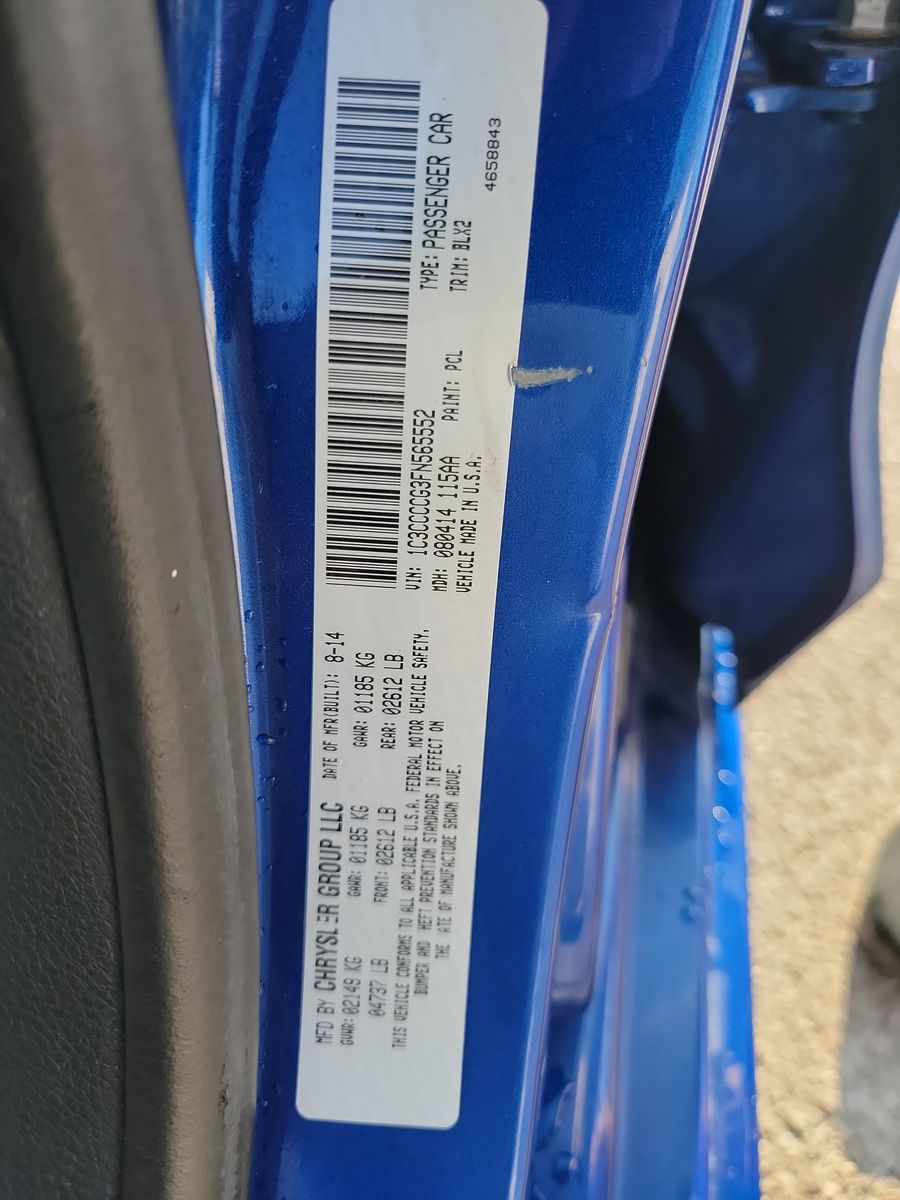 MFD BY CHRYSLER GROUP LLC DATE OF MFR(BUILT): 8-14
GVWR: 02149 KG GAWR: 01185 KG GAWR: 01185 KG
04737 LB FRONT: 02612 LB REAR: 02612 LB
THIS VEHICLE CONFORMS TO ALL APPLICABLE U.S.A. FEDERAL MOTOR VEHICLE SAFETY,
BUMPER AND HEFT PREVENTION STANDARDS IN EFFECT ON
THE ATE OF MANUFACTURE SHOWN ABOVE.
VIN: 1C3CCCCG3FN565552 TYPE: PASSENGER CAR
MDH: 080414 115AA PAINT: PCL TRIM: BLX2
VEHICLE MADE IN U.S.A.
4658843